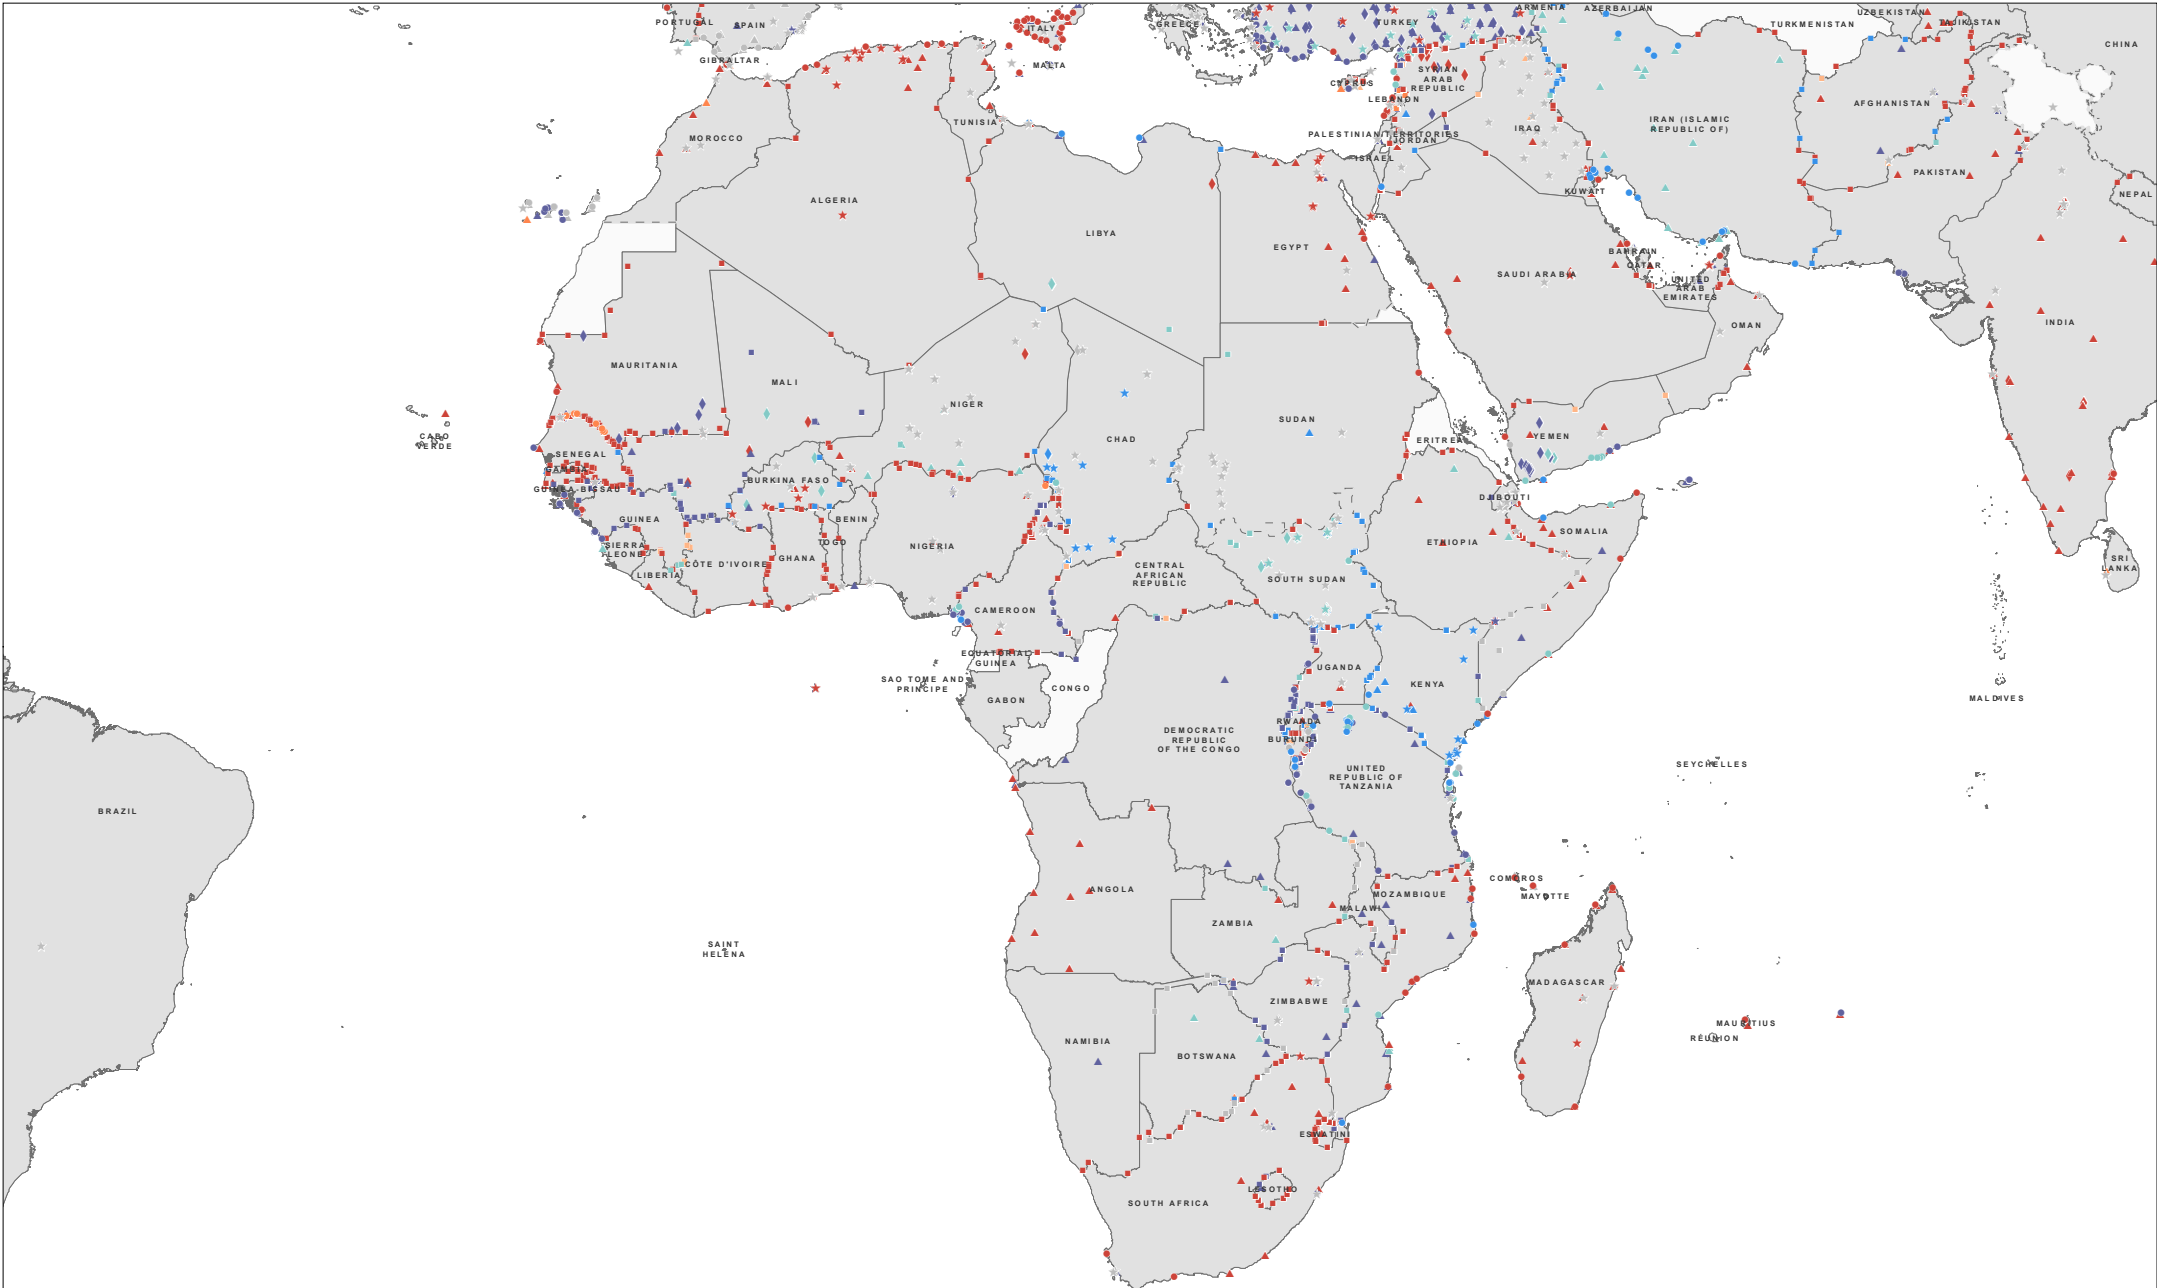 PORTUGAL
SPAIN
GIBRALTAR
ITALY
MALTA
GREECE
TURKEY
ARMENIA
AZERBAIJAN
TURKMENISTAN
UZBEKISTAN
TAJIKISTAN
CHINA
CYPRUS
SYRIAN
ARAB
REPUBLIC
LEBANON
PALESTINIAN TERRITORIES
JORDAN
ISRAEL
IRAQ
IRAN (ISLAMIC
REPUBLIC OF)
AFGHANISTAN
PAKISTAN
NEPAL
KUWAIT
MOROCCO
TUNISIA
ALGERIA
LIBYA
EGYPT
SAUDI ARABIA
BAHRAIN
QATAR
UNITED
ARAB
EMIRATES
OMAN
INDIA
MAURITANIA
MALI
NIGER
CHAD
SUDAN
ERITREA
YEMEN
CABO
VERDE
SENEGAL
GAMBIA
GUINEA-BISSAU
GUINEA
SIERRA
LEONE
LIBERIA
CÔTE D'IVOIRE
BURKINA FASO
GHANA
TOGO
BENIN
NIGERIA
CAMEROON
CENTRAL
AFRICAN
REPUBLIC
SOUTH SUDAN
ETHIOPIA
DJIBOUTI
SOMALIA
SRI
LANKA
MALDIVES
EQUATORIAL
GUINEA
SAO TOME AND
PRINCIPE
GABON
CONGO
DEMOCRATIC
REPUBLIC
OF THE CONGO
UGANDA
KENYA
RWANDA
BURUNDI
UNITED
REPUBLIC OF
TANZANIA
SEYCHELLES
BRAZIL
ANGOLA
ZAMBIA
MALAWI
MOZAMBIQUE
COMOROS
MAYOTTE
SAINT
HELENA
MADAGASCAR
ZIMBABWE
MAURITIUS
RÉUNION
NAMIBIA
BOTSWANA
ESWATINI
LESOTHO
SOUTH AFRICA